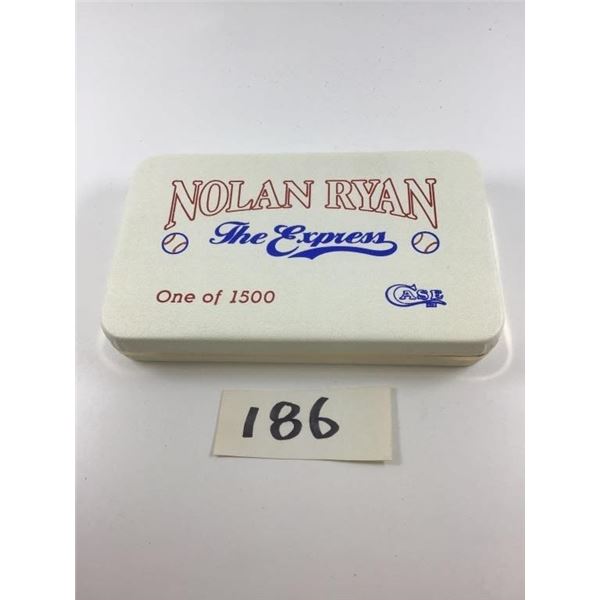 NOLAN RYAN
The Express
One of 1500
CASE
186